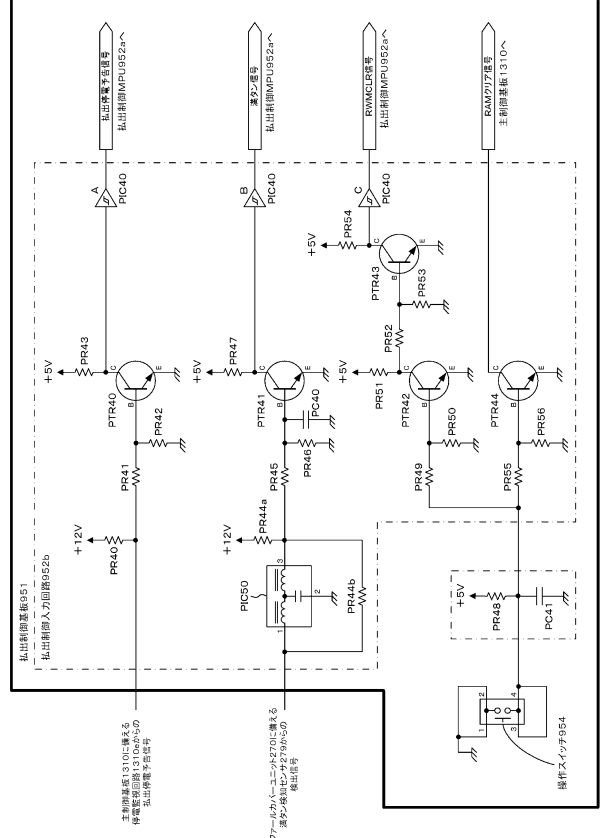 払出制御基板951
払出制御入力回路952b
主制御基板1310に備える
停電監視回路1310eからの
払出停電予告信号
+12V
PR40
PR41
PR42
PTR40
B
C
E
+5V
PR43
A
PIC40
払出停電予告信号
払出制御MPU952aへ
ファールカバーユニット270に備える
満タン検知センサ279からの
検出信号
PIC50
1
2
3
PR44b
+12V
PR44a
PR45
PR46
PC40
PTR41
B
C
E
+5V
PR47
B
PIC40
満タン信号
払出制御MPU952aへ
PR49
PR50
PTR42
B
C
E
+5V
PR51
PR52
PR53
PTR43
B
C
E
+5V
PR54
C
PIC40
RWMCLR信号
払出制御MPU952aへ
操作スイッチ954
1
2
3
4
+5V
PR48
PC41
PR55
PR56
PTR44
B
C
E
RAMクリア信号
主制御基板1310へ